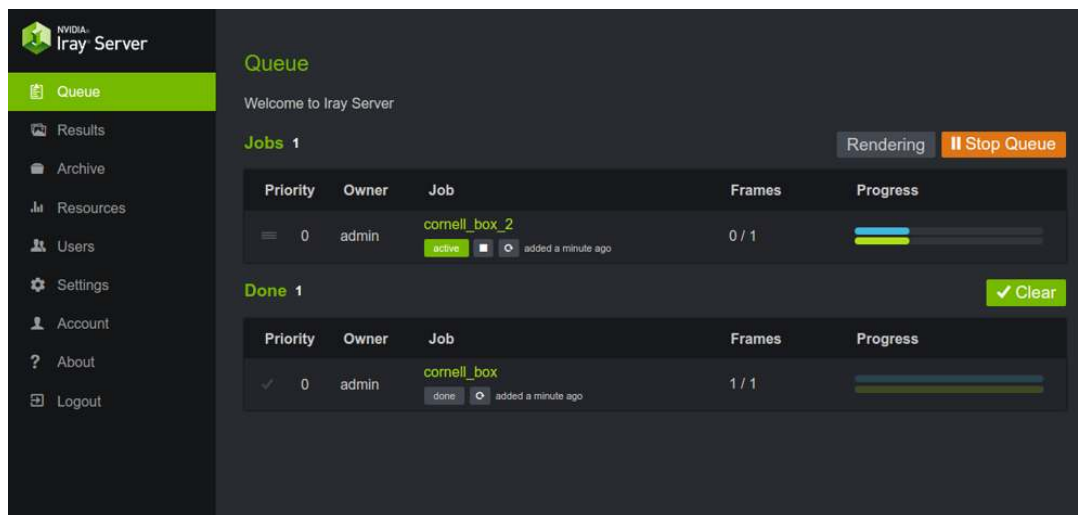 NVIDIA.
Iray Server
Queue
Results
Archive
Resources
Users
Settings
Account
? About
Logout
Queue
Welcome to Iray Server
Jobs 1
Rendering Stop Queue
Priority Owner Job Frames Progress
0 admin cornell_box_2 0 / 1
active added a minute ago
Done 1
Clear
Priority Owner Job Frames Progress
0 admin cornell_box 1 / 1
done added a minute ago